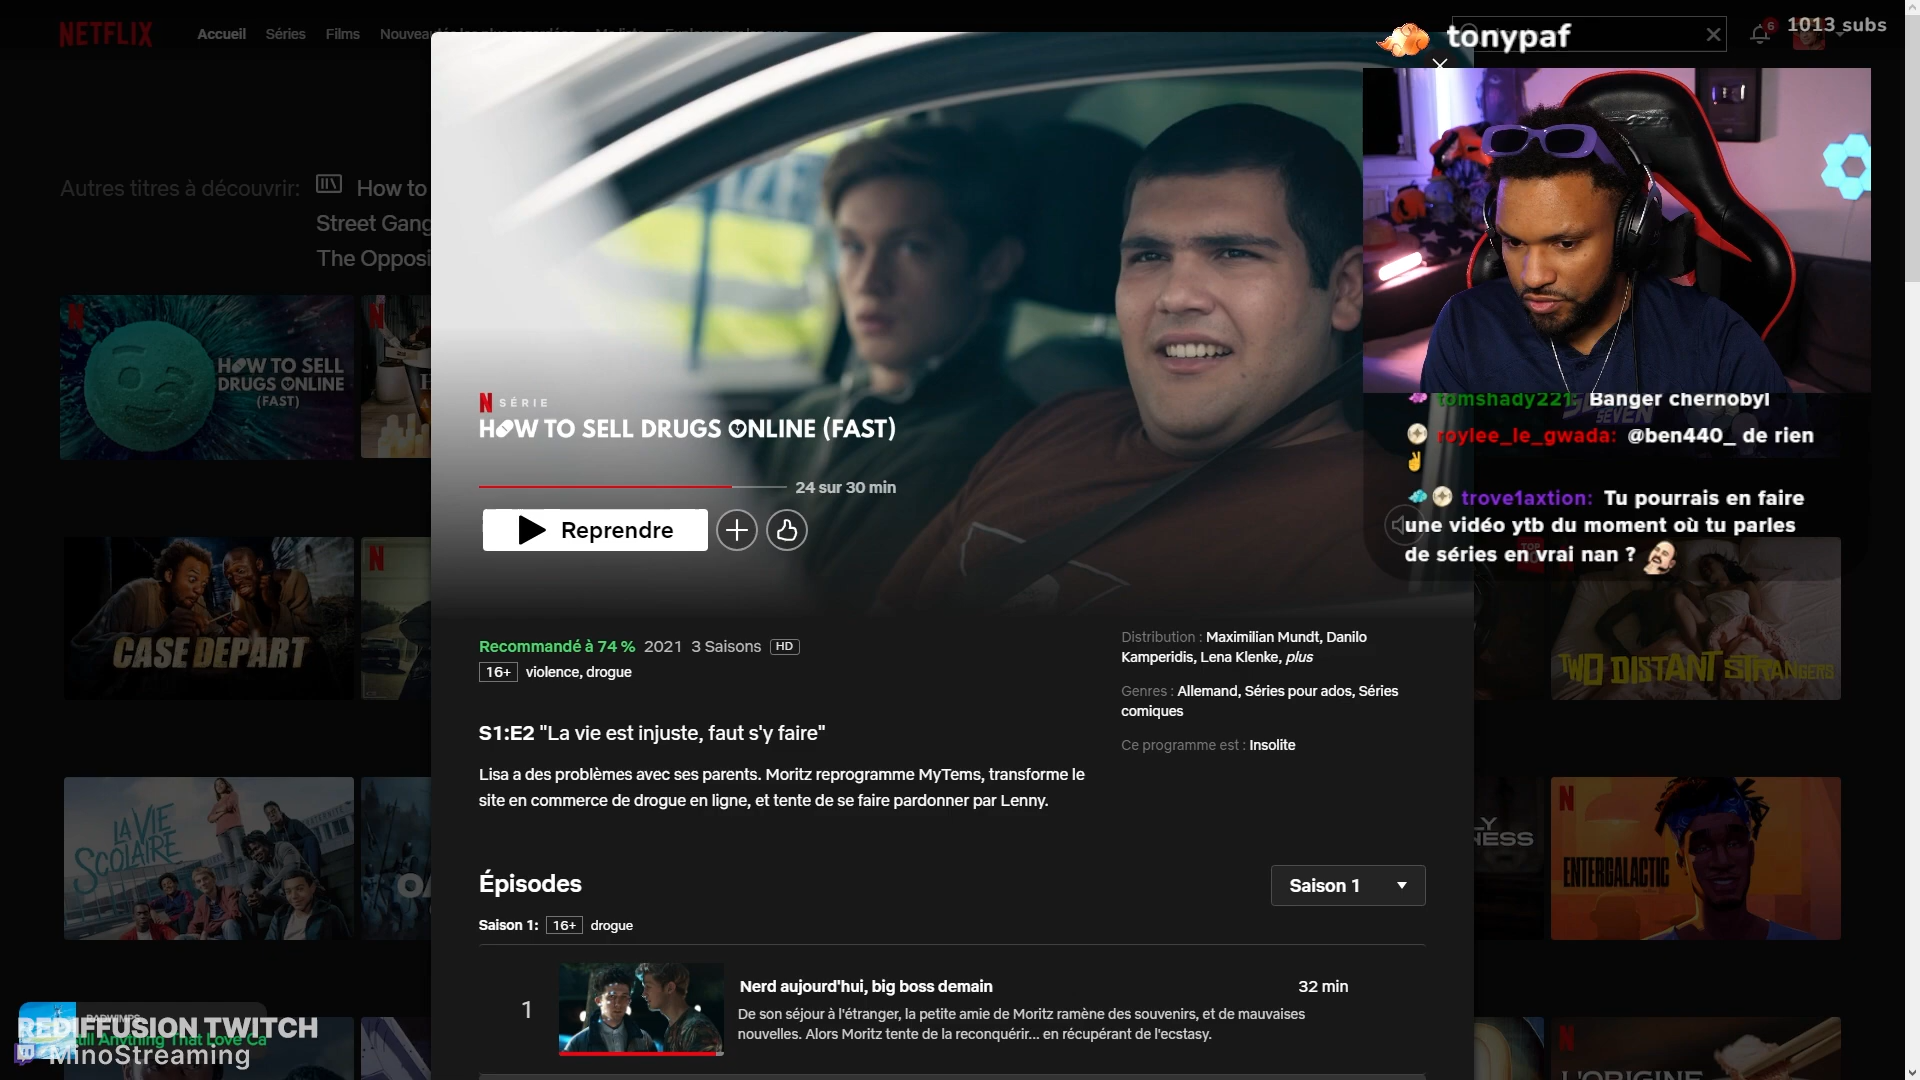 NETFLIX
Accueil Séries Films
tonypaf
6
1013 subs
Autres titres à découvrir: How to
Street Gang
The Opposi
HOW TO SELL
DRUGS ONLINE
(FAST)
SÉRIE
HOW TO SELL DRUGS ONLINE (FAST)
24 sur 30 min
Reprendre
tomshady221: Banger chernobyl
roylee_le_gwada: @ben440_ de rien
trove1axtion: Tu pourrais en faire
une vidéo ytb du moment où tu parles
de séries en vrai nan ?
CASE DEPART
TWO DISTANT STRANGERS
Recommandé à 74 % 2021 3 Saisons HD
16+ violence, drogue
Distribution : Maximilian Mundt, Danilo
Kamperidis, Lena Klenke, plus
Genres : Allemand, Séries pour ados, Séries
comiques
Ce programme est : Insolite
S1:E2 "La vie est injuste, faut s'y faire"
Lisa a des problèmes avec ses parents. Moritz reprogramme MyTems, transforme le
site en commerce de drogue en ligne, et tente de se faire pardonner par Lenny.
LA VIE
SCOLAIRE
ENTERGALACTIC
Épisodes
Saison 1
Saison 1: 16+ drogue
1
Nerd aujourd'hui, big boss demain
32 min
De son séjour à l'étranger, la petite amie de Moritz ramène des souvenirs, et de mauvaises
nouvelles. Alors Moritz tente de la reconquérir... en récupérant de l'ecstasy.
RADWIMPS
REDIFFUSION TWITCH
That Love Ca
MinoStreaming
L'ORIGINE